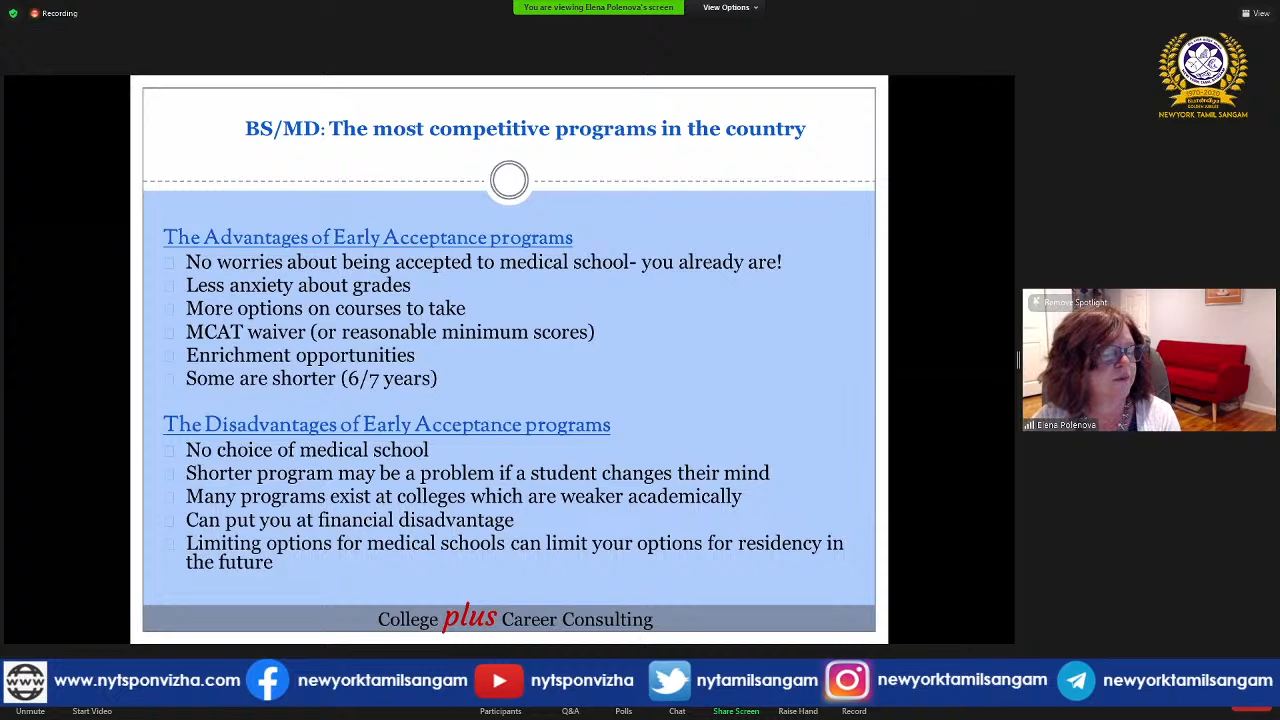 Recording
You are viewing Elena Polenova's screen
View Options
View
1970-2020
GOLDEN JUBILEE
NEWYORK TAMIL SANGAM
BS/MD: The most competitive programs in the country
The Advantages of Early Acceptance programs
No worries about being accepted to medical school- you already are!
Less anxiety about grades
More options on courses to take
MCAT waiver (or reasonable minimum scores)
Enrichment opportunities
Some are shorter (6/7 years)
The Disadvantages of Early Acceptance programs
No choice of medical school
Shorter program may be a problem if a student changes their mind
Many programs exist at colleges which are weaker academically
Can put you at financial disadvantage
Limiting options for medical schools can limit your options for residency in
the future
College plus Career Consulting
Remove Spotlight
Elena Polenova
www.nytsponvizha.com newyorktamilsangam nytsponvizha nytamilsangam newyorktamilsangam newyorktamilsangam
Unmute Start Video Participants Q&A Polls Chat Share Screen Raise Hand Record